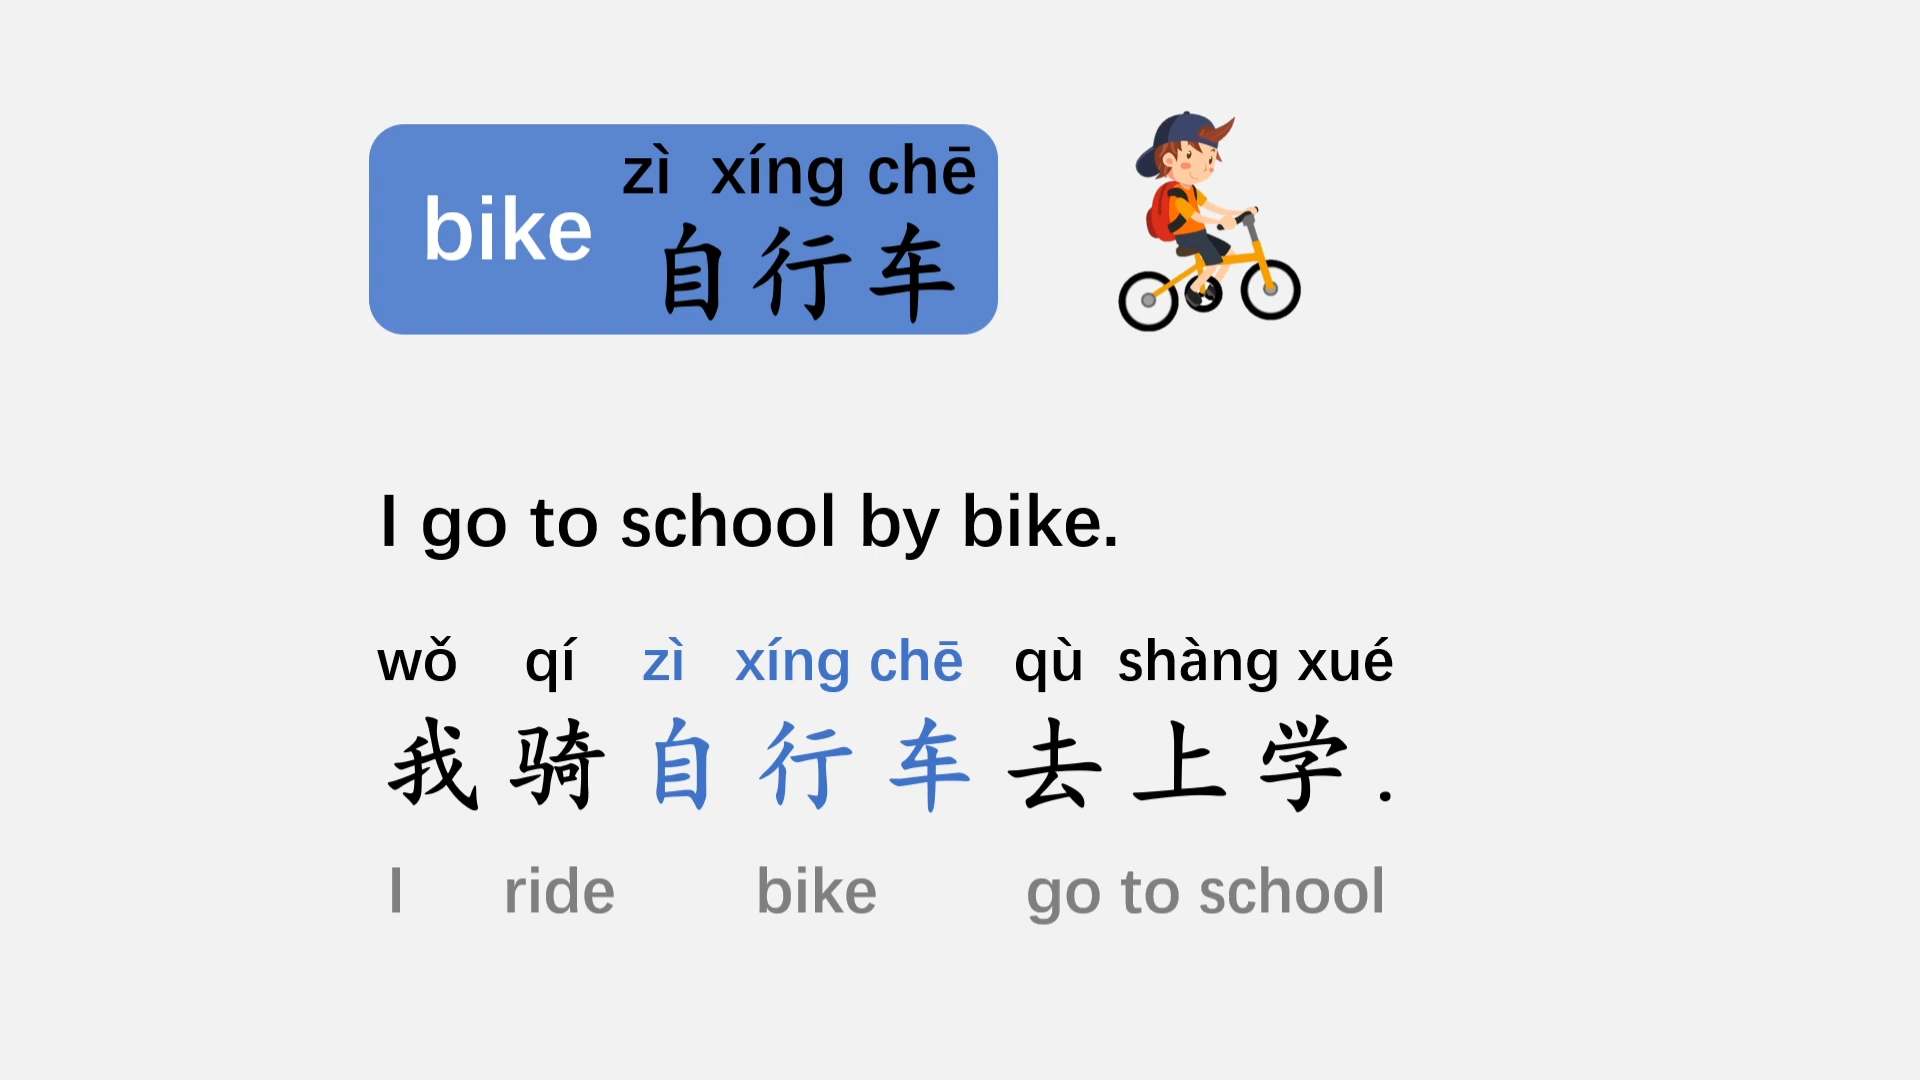 zì xíng chē
bike 自行车
I go to school by bike.
wǒ qí zì xíng chē qù shàng xué
我骑自行车去上学.
I ride bike go to school